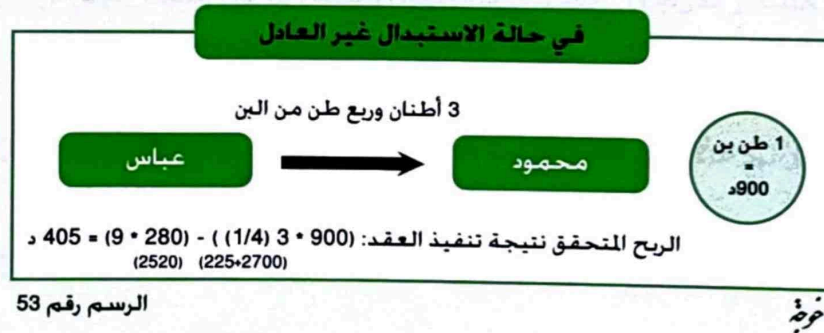 في حالة الاستبدال غير العادل
3 أطنان وربع طن من البن
عباس
محمود
1 طن بن
=
900د
الربح المتحقق نتيجة تنفيذ العقد: (900 * 3 (1/4) ) - (280 * 9) = 405 د
(2700+225) (2520)
الرسم رقم 53